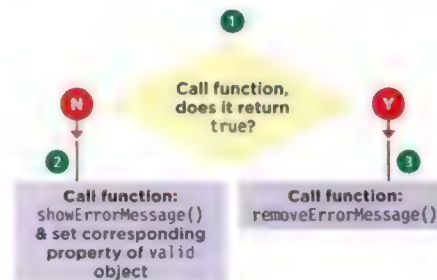 1
Call function,
does it return
true?
N
Y
2
3
Call function:
showErrorMessage()
& set corresponding
property of valid
object
Call function:
removeErrorMessage()